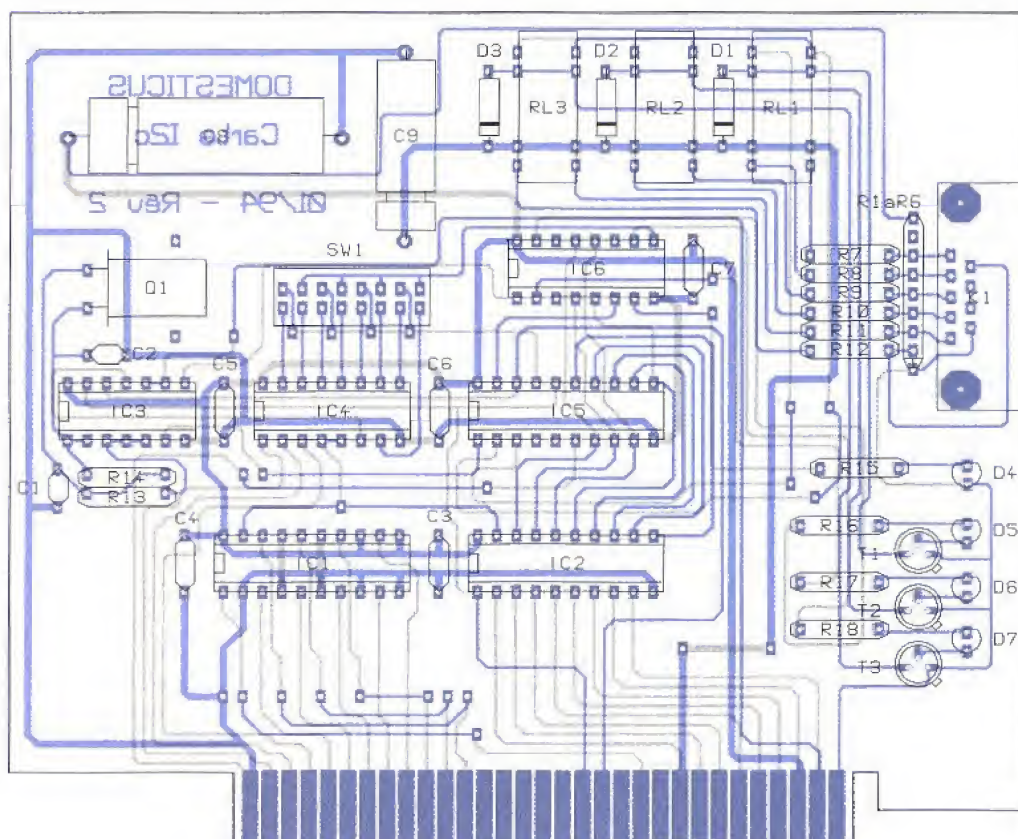 D3
D2
D1
DOMESTICUS
RL3
RL2
RL1
Carte I2c
C9
01/94 - Rev 2
R1aR6
SW1
IC6
C7
R7
Q1
R8
R9
K1
R10
R11
C2
R12
C5
C6
IC3
IC4
IC5
R15
D4
C1
R14
R13
C4
C3
R16
D5
T1
IC1
IC2
R17
D6
T2
R18
D7
T3